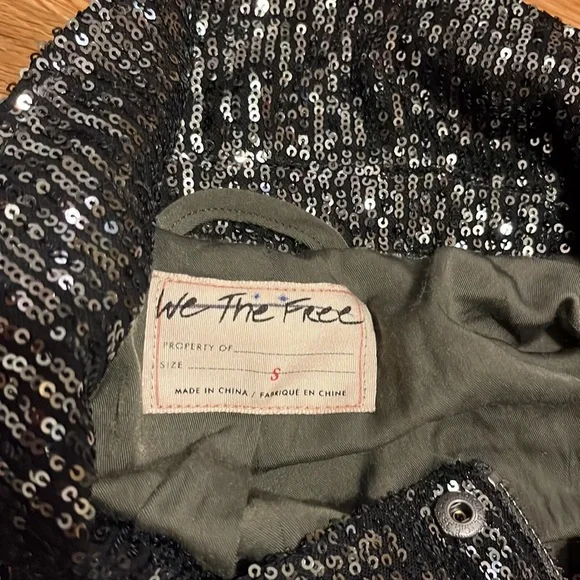 We The Free
PROPERTY OF
SIZE S
MADE IN CHINA / FABRIQUÉ EN CHINE